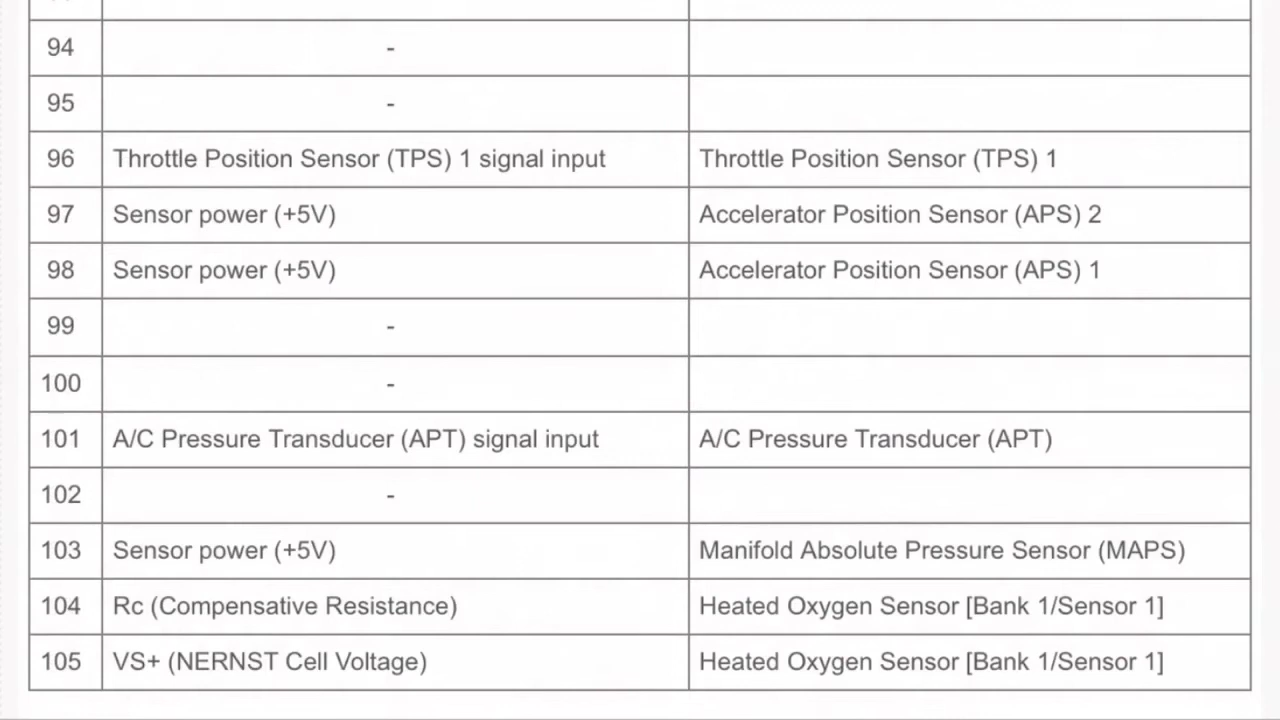 94 -
95 -
96 Throttle Position Sensor (TPS) 1 signal input Throttle Position Sensor (TPS) 1
97 Sensor power (+5V) Accelerator Position Sensor (APS) 2
98 Sensor power (+5V) Accelerator Position Sensor (APS) 1
99 -
100 -
101 A/C Pressure Transducer (APT) signal input A/C Pressure Transducer (APT)
102 -
103 Sensor power (+5V) Manifold Absolute Pressure Sensor (MAPS)
104 Rc (Compensative Resistance) Heated Oxygen Sensor [Bank 1/Sensor 1]
105 VS+ (NERNST Cell Voltage) Heated Oxygen Sensor [Bank 1/Sensor 1]